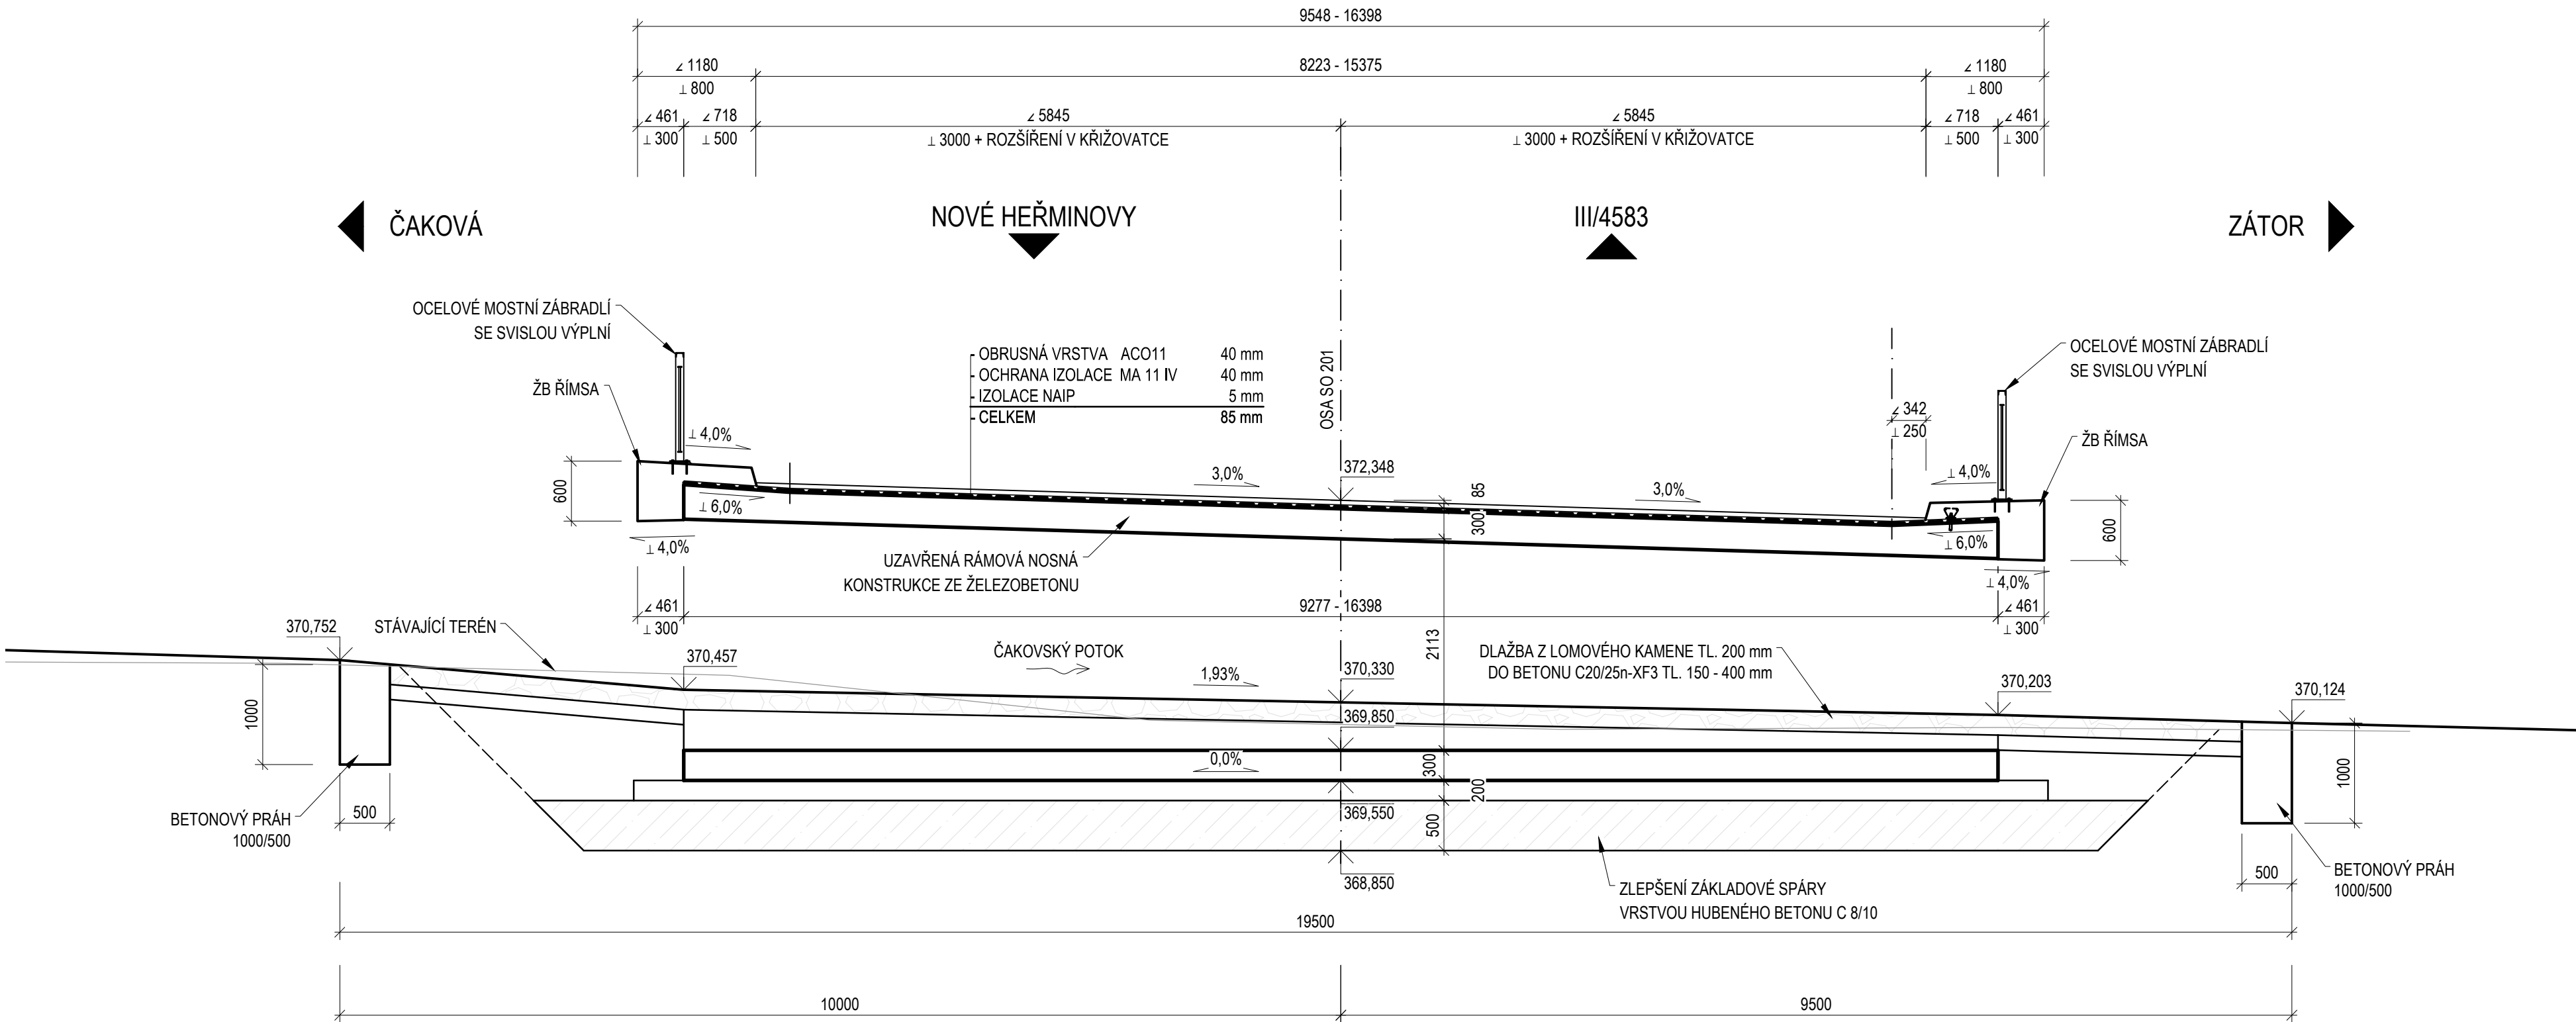 9548 - 16398
∠ 1180
8223 - 15375
∠ 1180
⊥ 800
⊥ 800
∠ 461
∠ 718
∠ 5845
∠ 5845
∠ 718
∠ 461
⊥ 300
⊥ 500
⊥ 3000 + ROZŠÍŘENÍ V KŘIŽOVATCE
⊥ 3000 + ROZŠÍŘENÍ V KŘIŽOVATCE
⊥ 500
⊥ 300
ČAKOVÁ
NOVÉ HEŘMINOVY
III/4583
ZÁTOR
OCELOVÉ MOSTNÍ ZÁBRADLÍ
SE SVISLOU VÝPLNÍ
ŽB ŘÍMSA
- OBRUSNÁ VRSTVA ACO11 40 mm
- OCHRANA IZOLACE MA 11 IV 40 mm
- IZOLACE NAIP 5 mm
- CELKEM 85 mm
OSA SO 201
OCELOVÉ MOSTNÍ ZÁBRADLÍ
SE SVISLOU VÝPLNÍ
ŽB ŘÍMSA
∠ 342
⊥ 250
⊥ 4,0%
3,0%
372,348
85
3,0%
⊥ 4,0%
600
⊥ 6,0%
300
⊥ 6,0%
600
⊥ 4,0%
⊥ 4,0%
UZAVŘENÁ RÁMOVÁ NOSNÁ
KONSTRUKCE ZE ŽELEZOBETONU
∠ 461
9277 - 16398
∠ 461
⊥ 300
⊥ 300
370,752
STÁVAJÍCÍ TERÉN
370,457
ČAKOVSKÝ POTOK
1,93%
370,330
2113
DLAŽBA Z LOMOVÉHO KAMENE TL. 200 mm
DO BETONU C20/25n-XF3 TL. 150 - 400 mm
370,203
370,124
1000
369,850
0,0%
300
200
1000
369,550
500
500
BETONOVÝ PRÁH
1000/500
368,850
ZLEPŠENÍ ZÁKLADOVÉ SPÁRY
VRSTVOU HUBENÉHO BETONU C 8/10
500
BETONOVÝ PRÁH
1000/500
19500
10000
9500